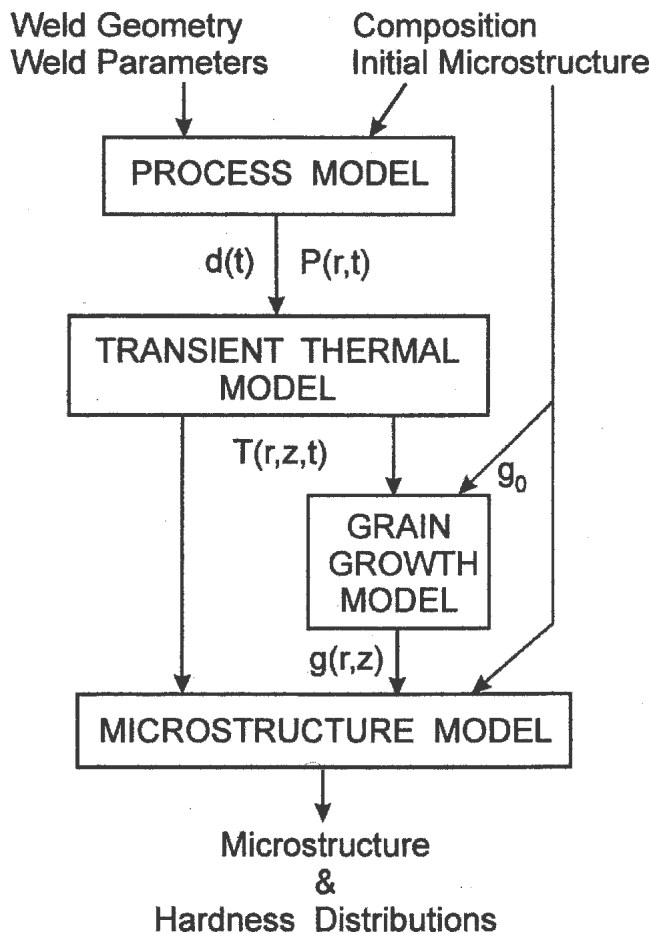 Weld Geometry
Weld Parameters
Composition
Initial Microstructure
PROCESS MODEL
d(t)
P(r,t)
TRANSIENT THERMAL
MODEL
T(r,z,t)
g₀
GRAIN
GROWTH
MODEL
g(r,z)
MICROSTRUCTURE MODEL
Microstructure
&
Hardness Distributions